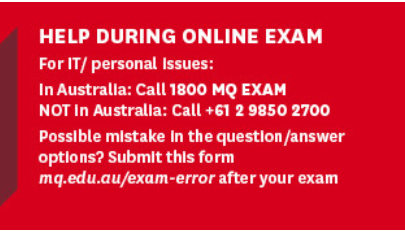 HELP DURING ONLINE EXAM
For IT/ personal issues:
In Australia: Call 1800 MQ EXAM
NOT in Australia: Call +61 2 9850 2700
Possible mistake in the question/answer
options? Submit this form
mq.edu.au/exam-error after your exam